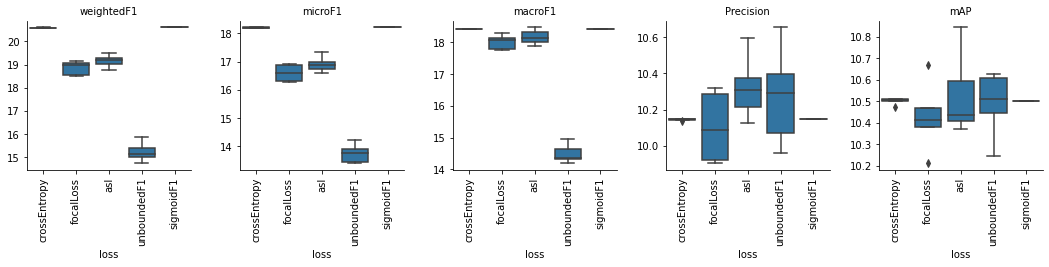 weightedF1
20
19
18
17
16
15
crossEntropy
focalLoss
asl
unboundedF1
sigmoidF1
loss
microF1
18
17
16
15
14
crossEntropy
focalLoss
asl
unboundedF1
sigmoidF1
loss
macroF1
18
17
16
15
14
crossEntropy
focalLoss
asl
unboundedF1
sigmoidF1
loss
Precision
10.6
10.4
10.2
10.0
crossEntropy
focalLoss
asl
unboundedF1
sigmoidF1
loss
mAP
10.8
10.7
10.6
10.5
10.4
10.3
10.2
crossEntropy
focalLoss
asl
unboundedF1
sigmoidF1
loss